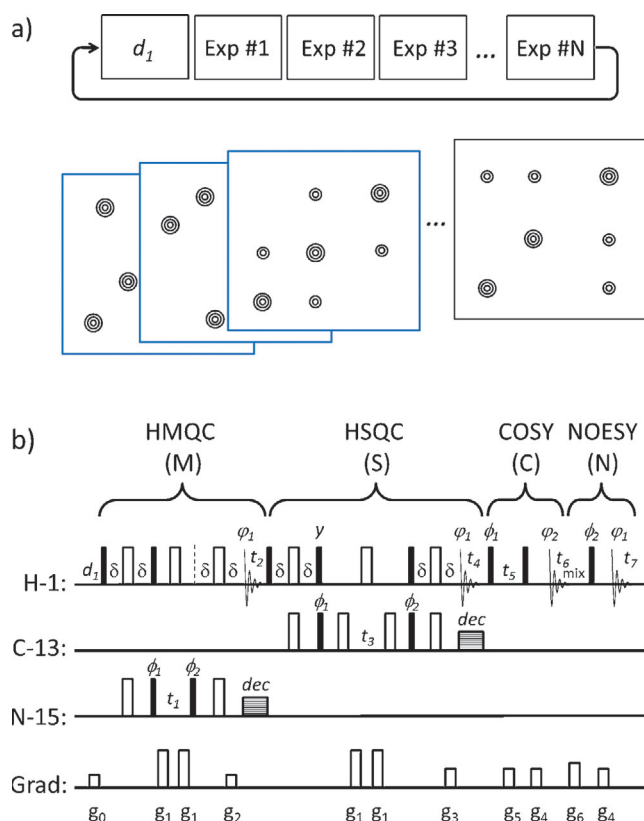 a)
d₁ Exp #1 Exp #2 Exp #3 ... Exp #N
...
b)
HMQC HSQC COSY NOESY
(M) (S) (C) (N)
y φ₁ φ₁ ϕ₁ φ₂ ϕ₂ φ₁
H-1: d₁ δ δ δ δ t₂ δ δ δ δ t₄ t₅ t₆ mix t₇
ϕ₁ ϕ₂ dec
C-13: t₃
ϕ₁ ϕ₂ dec
N-15: t₁
Grad:
g₀ g₁ g₁ g₂ g₁ g₁ g₃ g₅ g₄ g₆ g₄